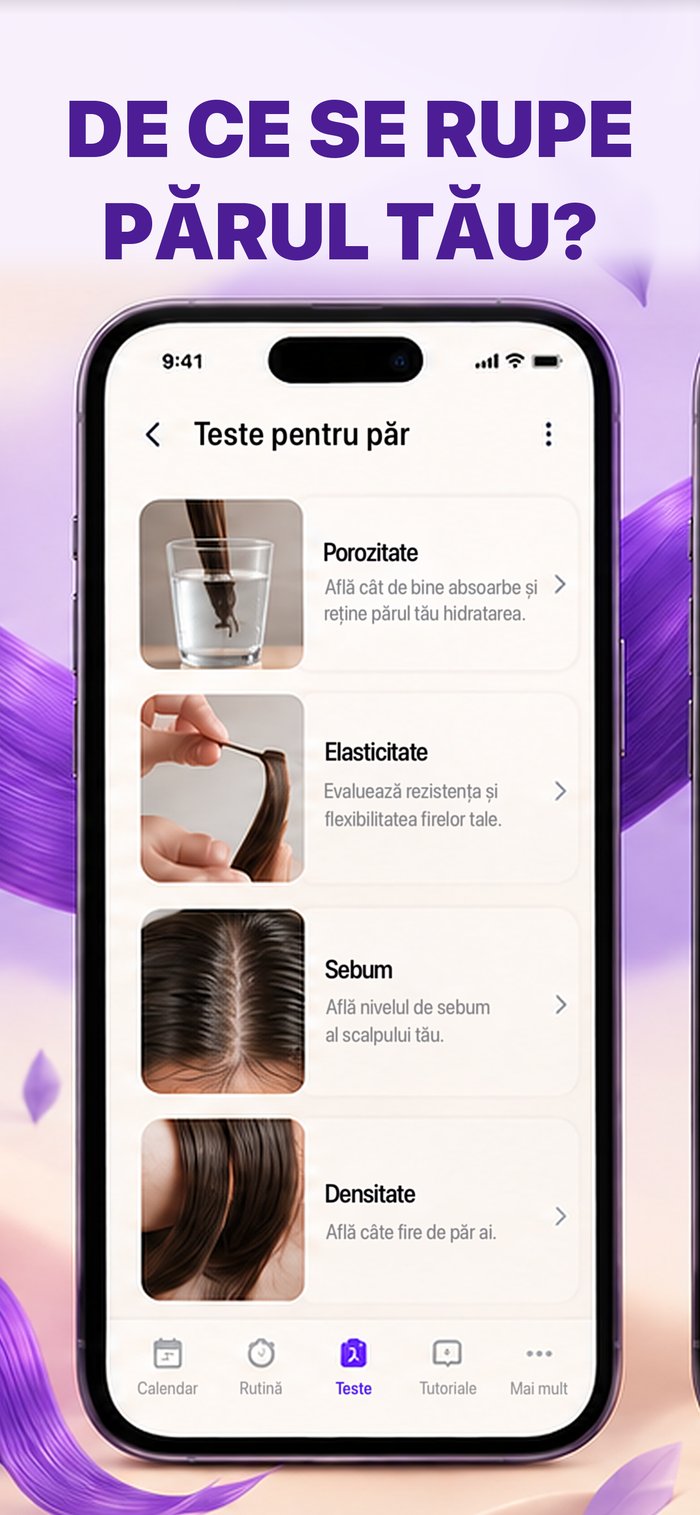 DE CE SE RUPE
PĂRUL TĂU?
9:41
Teste pentru păr
Porozitate
Află cât de bine absoarbe și
reține părul tău hidratarea.
Elasticitate
Evaluează rezistența și
flexibilitatea firelor tale.
Sebum
Află nivelul de sebum
al scalpului tău.
Densitate
Află câte fire de păr ai.
Calendar Rutină Teste Tutoriale Mai mult